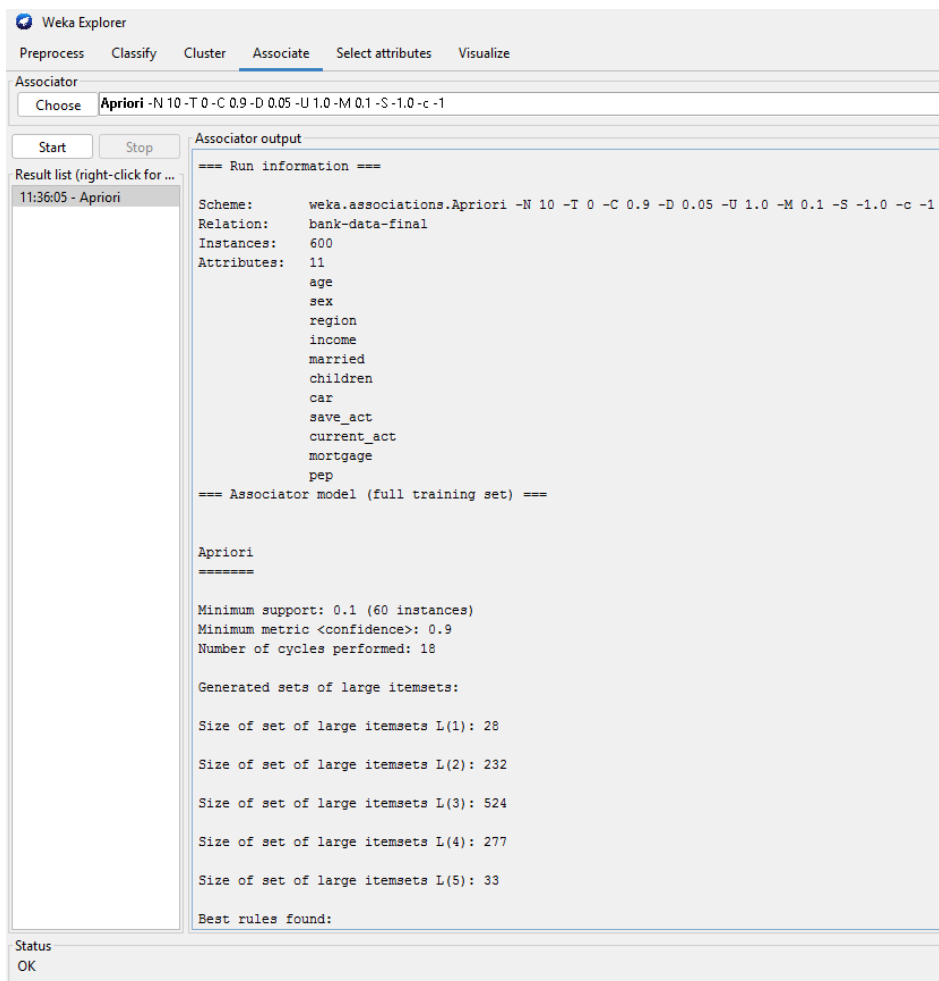 Weka Explorer
Preprocess Classify Cluster Associate Select attributes Visualize
Associator
Choose Apriori -N 10 -T 0 -C 0.9 -D 0.05 -U 1.0 -M 0.1 -S -1.0 -c -1
Start Stop
Result list (right-click for ...
11:36:05 - Apriori
Associator output
=== Run information ===
Scheme: weka.associations.Apriori -N 10 -T 0 -C 0.9 -D 0.05 -U 1.0 -M 0.1 -S -1.0 -c -1
Relation: bank-data-final
Instances: 600
Attributes: 11
age
sex
region
income
married
children
car
save_act
current_act
mortgage
pep
=== Associator model (full training set) ===
Apriori
=======
Minimum support: 0.1 (60 instances)
Minimum metric <confidence>: 0.9
Number of cycles performed: 18
Generated sets of large itemsets:
Size of set of large itemsets L(1): 28
Size of set of large itemsets L(2): 232
Size of set of large itemsets L(3): 524
Size of set of large itemsets L(4): 277
Size of set of large itemsets L(5): 33
Best rules found:
Status
OK